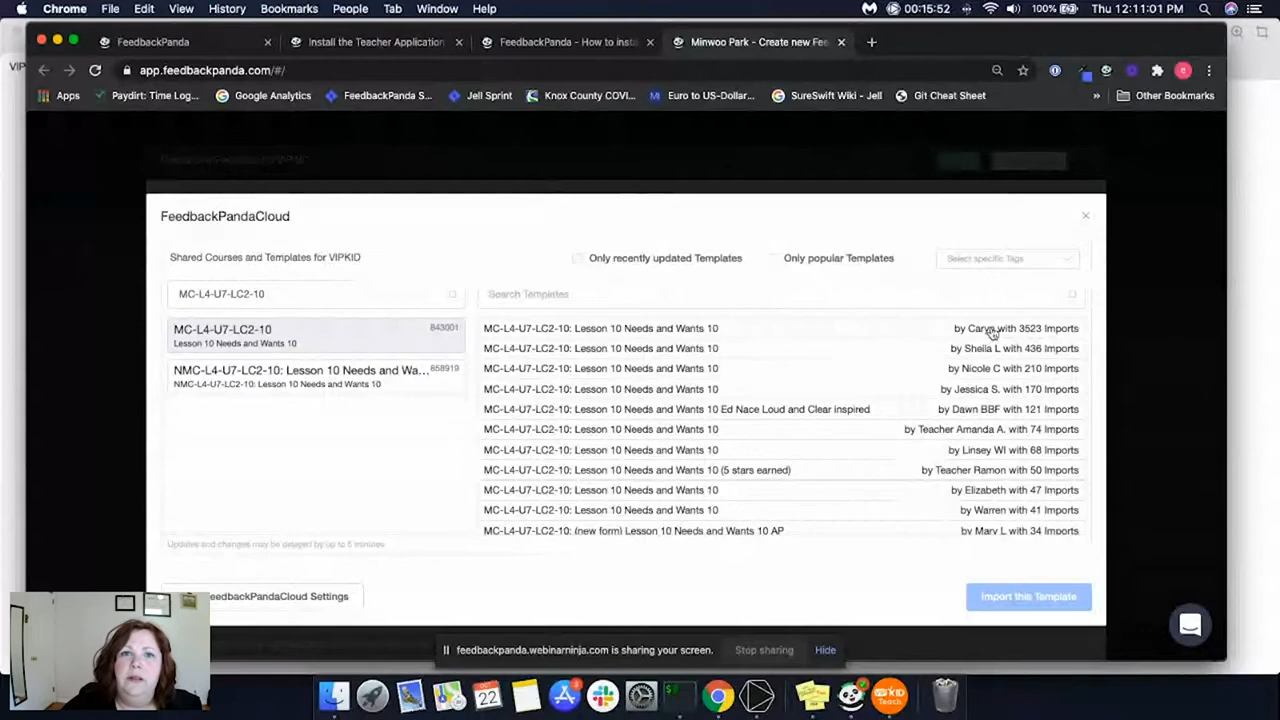 Chrome File Edit View History Bookmarks People Tab Window Help 00:15:52 100% Thu 12:11:01 PM
FeedbackPanda × Install the Teacher Application × FeedbackPanda - How to insta × Minwoo Park - Create new Fee × +
VIP
app.feedbackpanda.com/#/
Apps Paydirt: Time Log... Google Analytics FeedbackPanda S... Jell Sprint Knox County COVI... Euro to US-Dollar... SureSwift Wiki - Jell Git Cheat Sheet » Other Bookmarks
FeedbackPandaCloud ×
Shared Courses and Templates for VIPKID Only recently updated Templates Only popular Templates Select specific Tags
MC-L4-U7-LC2-10 Search Templates
MC-L4-U7-LC2-10 843001
Lesson 10 Needs and Wants 10
NMC-L4-U7-LC2-10: Lesson 10 Needs and Wa... 858919
NMC-L4-U7-LC2-10: Lesson 10 Needs and Wants 10
MC-L4-U7-LC2-10: Lesson 10 Needs and Wants 10 by with 3523 Imports
MC-L4-U7-LC2-10: Lesson 10 Needs and Wants 10 by Sheila L with 436 Imports
MC-L4-U7-LC2-10: Lesson 10 Needs and Wants 10 by Nicole C with 210 Imports
MC-L4-U7-LC2-10: Lesson 10 Needs and Wants 10 by Jessica S. with 170 Imports
MC-L4-U7-LC2-10: Lesson 10 Needs and Wants 10 Ed Nace Loud and Clear inspired by Dawn BBF with 121 Imports
MC-L4-U7-LC2-10: Lesson 10 Needs and Wants 10 by Teacher Amanda A. with 74 Imports
MC-L4-U7-LC2-10: Lesson 10 Needs and Wants 10 by Linsey WI with 68 Imports
MC-L4-U7-LC2-10: Lesson 10 Needs and Wants 10 (5 stars earned) by Teacher Ramon with 50 Imports
MC-L4-U7-LC2-10: Lesson 10 Needs and Wants 10 by Elizabeth with 47 Imports
MC-L4-U7-LC2-10: Lesson 10 Needs and Wants 10 by Warren with 41 Imports
MC-L4-U7-LC2-10: (new form) Lesson 10 Needs and Wants 10 AP by Mary L with 34 Imports
Updates and changes may be delayed by up to 5 minutes
eedbackPandaCloud Settings Import this Template
feedbackpanda.webinarninja.com is sharing your screen. Stop sharing Hide
OCT 22 3 VIPKID Teach